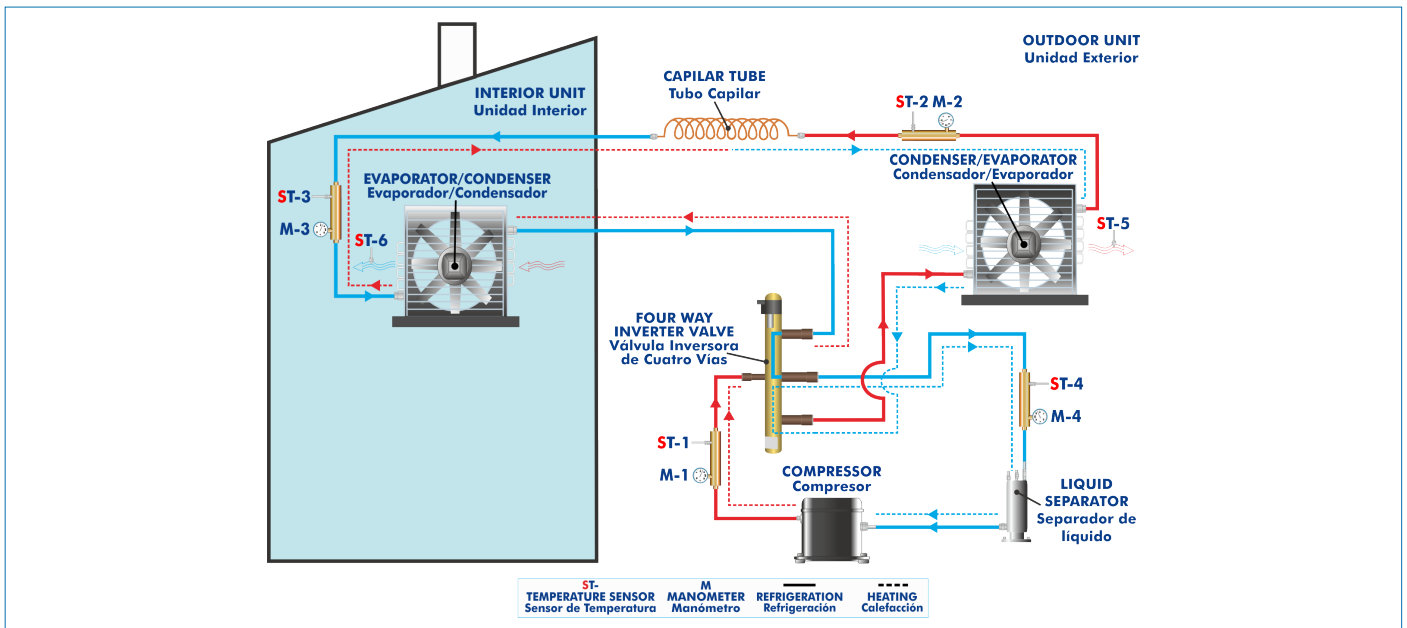 OUTDOOR UNIT
Unidad Exterior
INTERIOR UNIT
Unidad Interior
CAPILAR TUBE
Tubo Capilar
ST-2 M-2
CONDENSER/EVAPORATOR
Condensador/Evaporador
EVAPORATOR/CONDENSER
Evaporador/Condensador
ST-3
M-3
ST-6
ST-5
FOUR WAY
INVERTER VALVE
Válvula Inversora
de Cuatro Vías
ST-4
M-4
ST-1
M-1
COMPRESSOR
Compresor
LIQUID
SEPARATOR
Separador de
líquido
ST-
TEMPERATURE SENSOR
Sensor de Temperatura
M
MANOMETER
Manómetro
REFRIGERATION
Refrigeración
HEATING
Calefacción